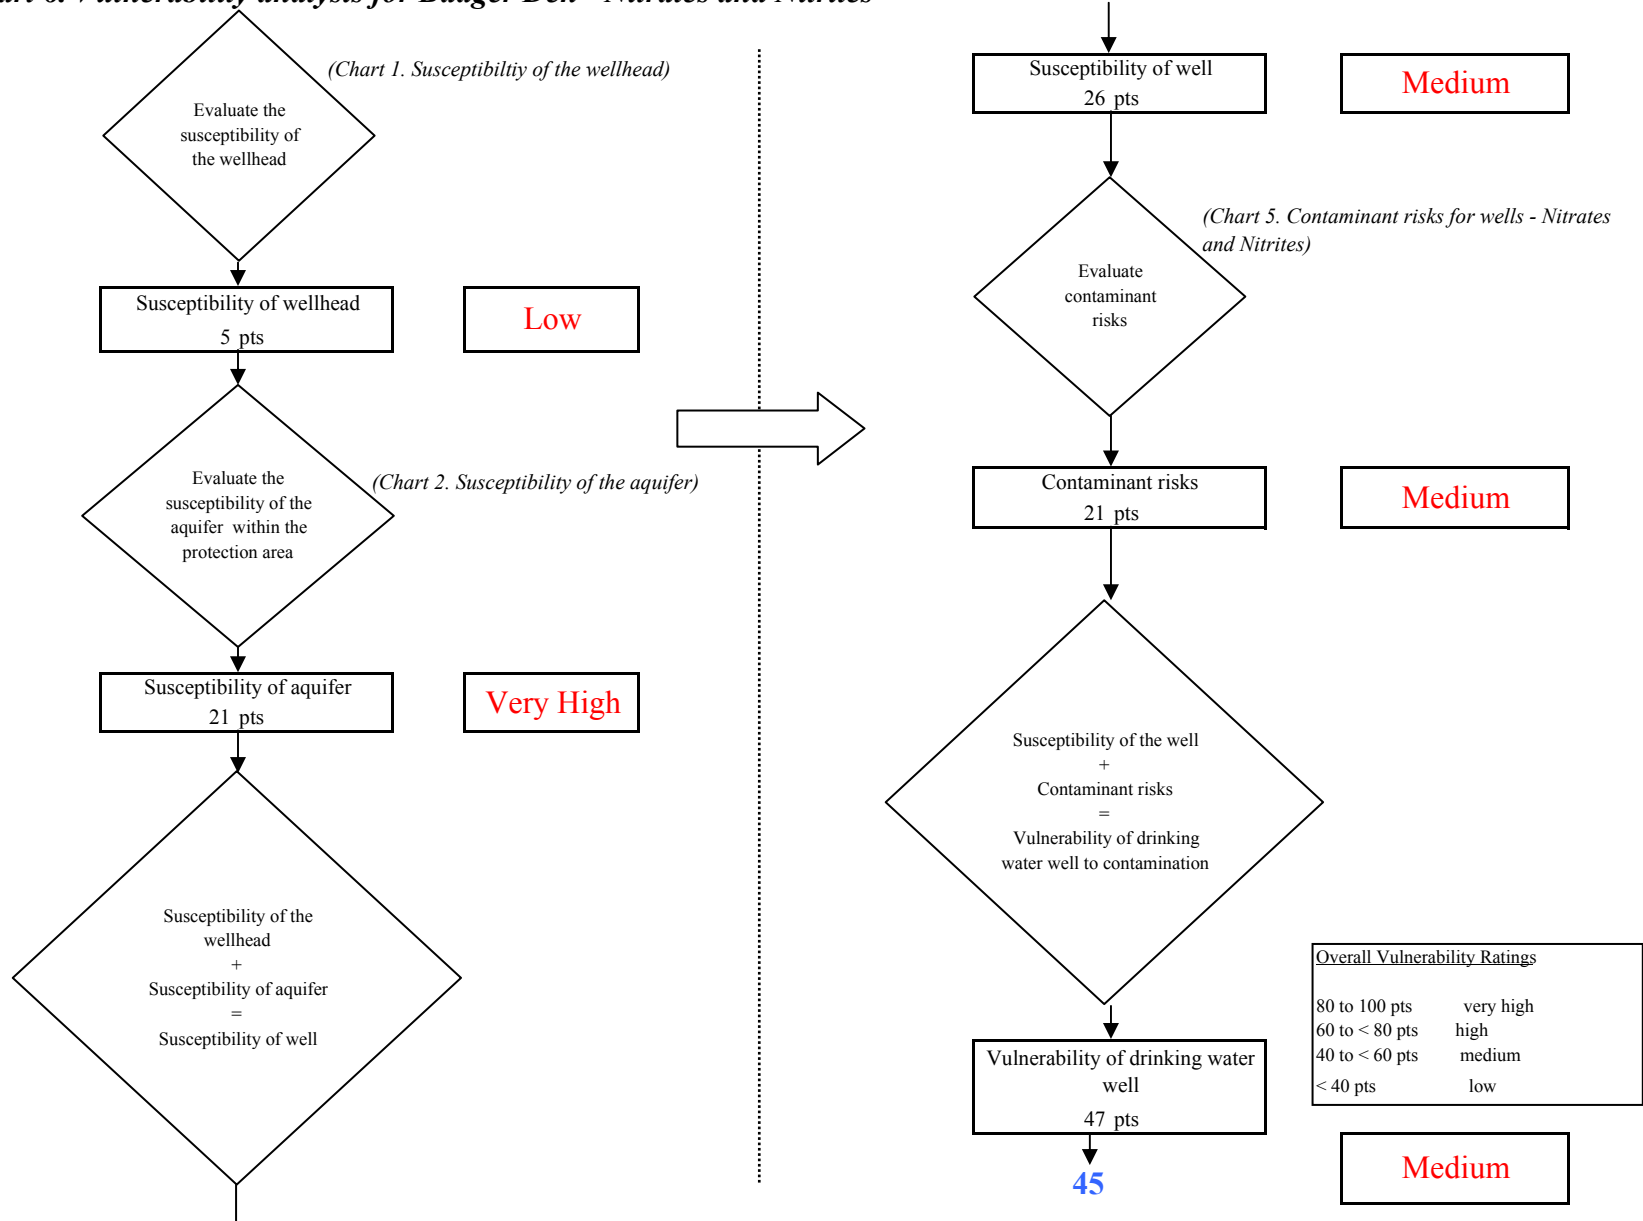 Vulnerability analysis for
Nitrates and Nitrites
(Chart 1. Susceptibiltiy of the wellhead)
Evaluate the
susceptibility of
the wellhead
Susceptibility of wellhead
5 pts
Low
Evaluate the
susceptibility of the
aquifer within the
protection area
(Chart 2. Susceptibility of the aquifer)
Susceptibility of aquifer
21 pts
Very High
Susceptibility of the
wellhead
+
Susceptibility of aquifer
=
Susceptibility of well
Susceptibility of well
26 pts
Medium
(Chart 5. Contaminant risks for wells - Nitrates
and Nitrites)
Evaluate
contaminant
risks
Contaminant risks
21 pts
Medium
Susceptibility of the well
+
Contaminant risks
=
Vulnerability of drinking
water well to contamination
Overall Vulnerability Ratings
80 to 100 pts very high
60 to < 80 pts high
40 to < 60 pts medium
< 40 pts low
Vulnerability of drinking water
well
47 pts
45
Medium